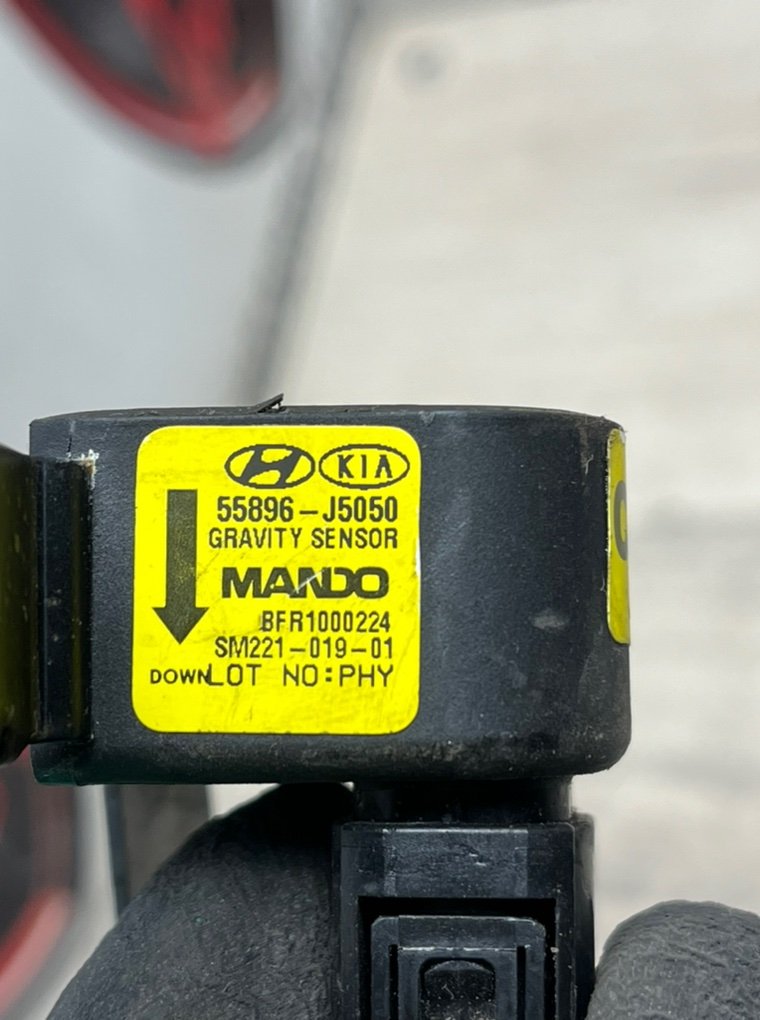 KIA
55896-J5050
GRAVITY SENSOR
MANDO
BFR1000224
SM221-019-01
DOWN LOT NO:PHY